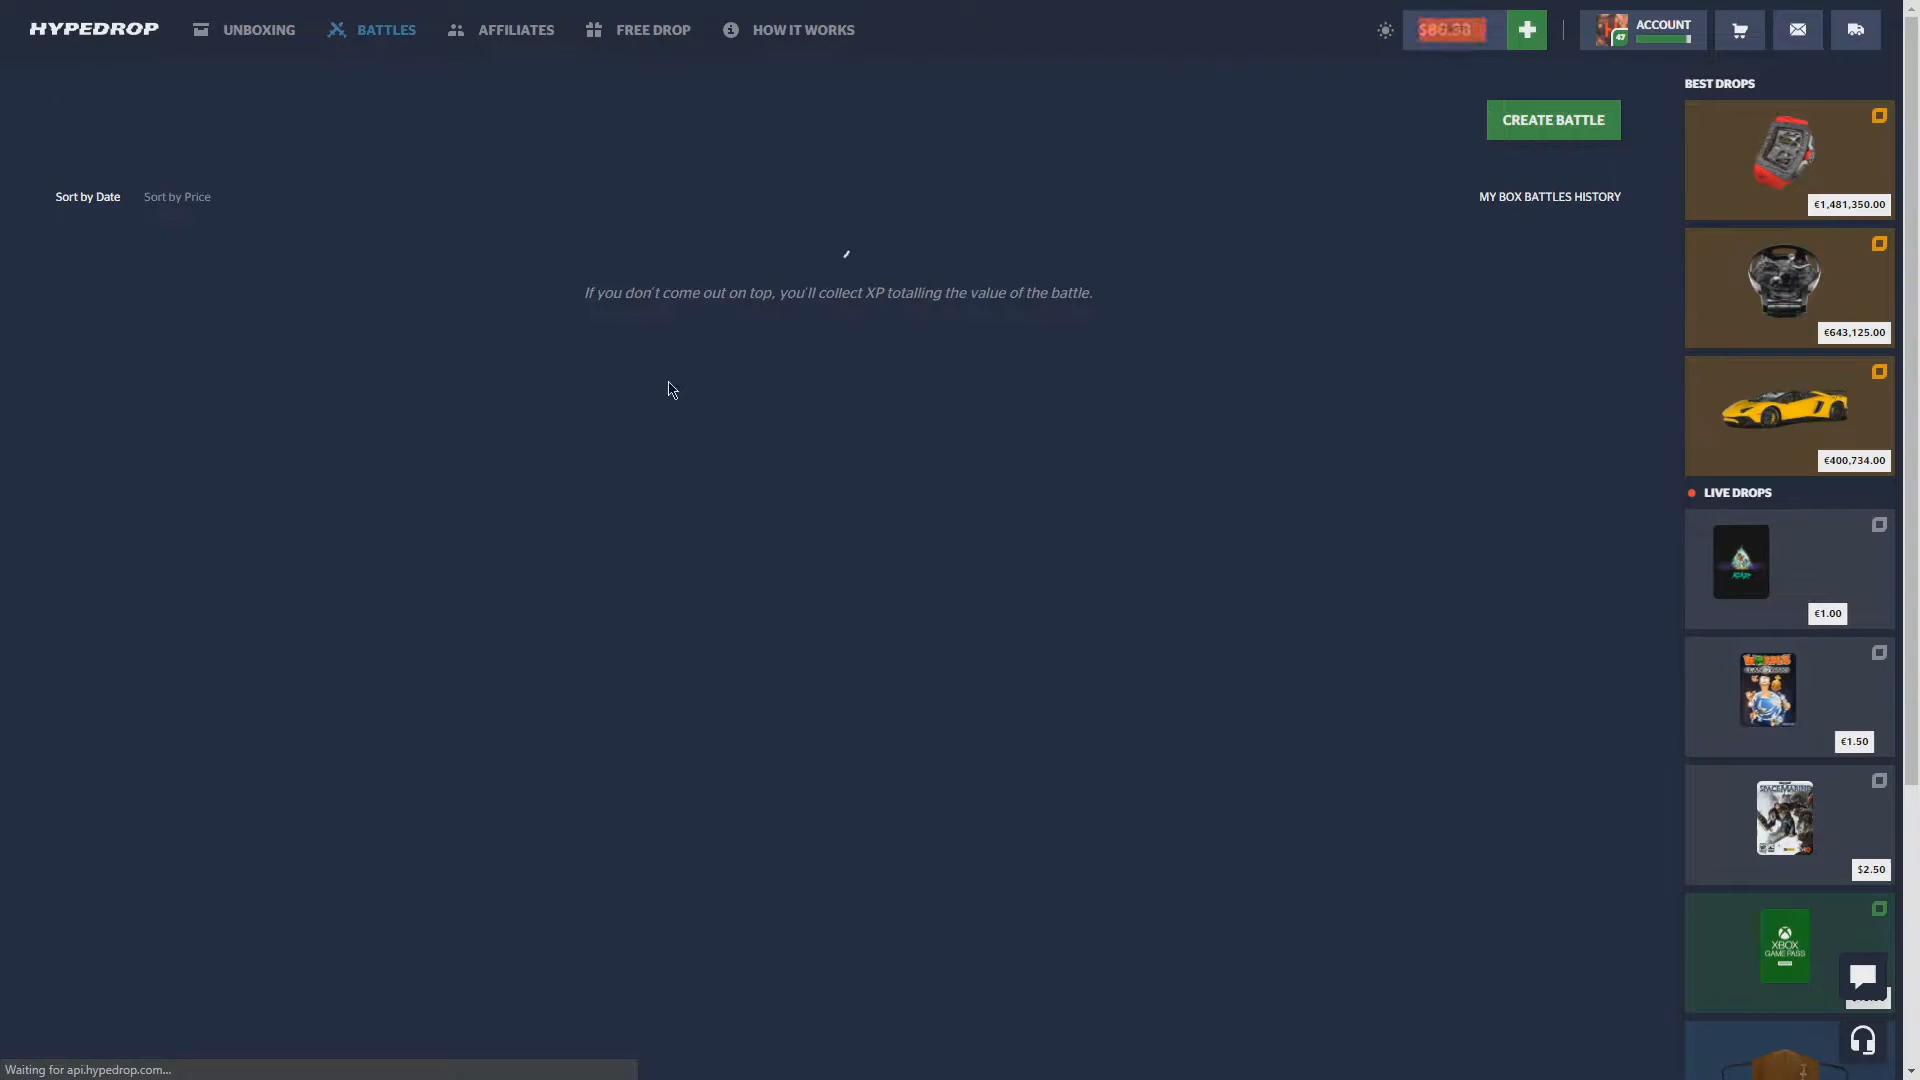 HYPEDROP
UNBOXING
BATTLES
AFFILIATES
FREE DROP
HOW IT WORKS
47
ACCOUNT
BEST DROPS
CREATE BATTLE
Sort by Date
Sort by Price
MY BOX BATTLES HISTORY
€1,481,350.00
If you don't come out on top, you'll collect XP totalling the value of the battle.
€643,125.00
€400,734.00
LIVE DROPS
€1.00
€1.50
SPACE MARINE
$2.50
XBOX
GAME PASS
Waiting for api.hypedrop.com...